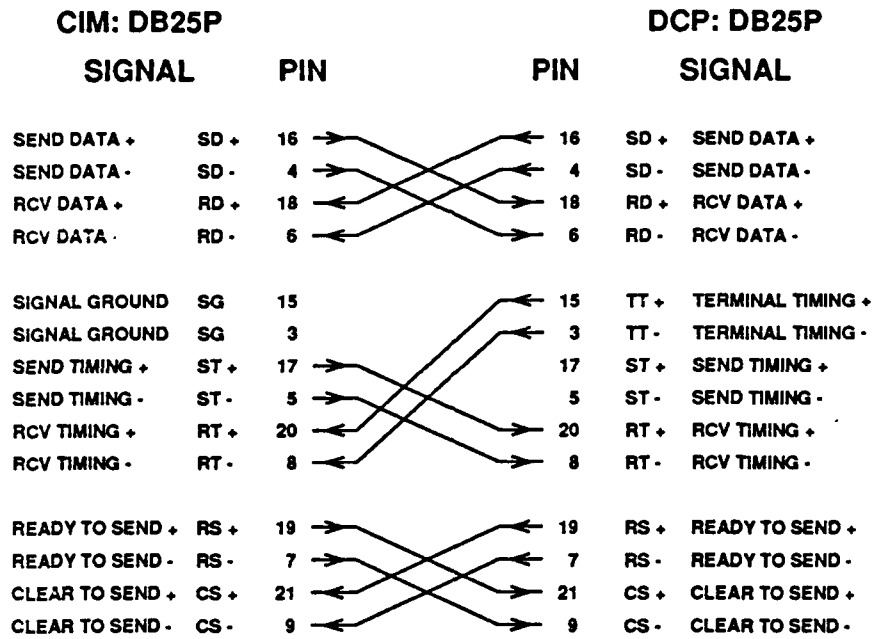 CIM: DB25P DCP: DB25P
SIGNAL PIN PIN SIGNAL
SEND DATA + SD + 16 16 SD + SEND DATA +
SEND DATA - SD - 4 4 SD - SEND DATA -
RCV DATA + RD + 18 18 RD + RCV DATA +
RCV DATA - RD - 6 6 RD - RCV DATA -
SIGNAL GROUND SG 15 15 TT + TERMINAL TIMING +
SIGNAL GROUND SG 3 3 TT - TERMINAL TIMING -
SEND TIMING + ST + 17 17 ST + SEND TIMING +
SEND TIMING - ST - 5 5 ST - SEND TIMING -
RCV TIMING + RT + 20 20 RT + RCV TIMING +
RCV TIMING - RT - 8 8 RT - RCV TIMING -
READY TO SEND + RS + 19 19 RS + READY TO SEND +
READY TO SEND - RS - 7 7 RS - READY TO SEND -
CLEAR TO SEND + CS + 21 21 CS + CLEAR TO SEND +
CLEAR TO SEND - CS - 9 9 CS - CLEAR TO SEND -